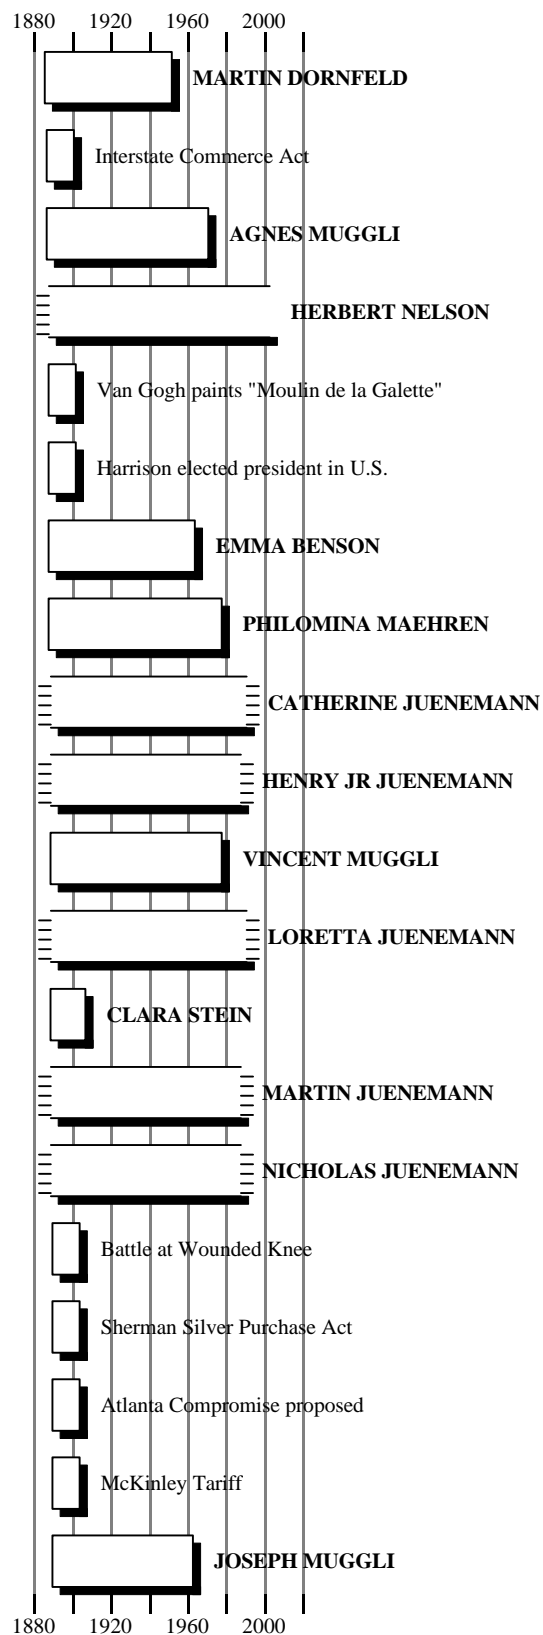 1880 1920 1960 2000
MARTIN DORNFELD
Interstate Commerce Act
AGNES MUGGLI
HERBERT NELSON
Van Gogh paints "Moulin de la Galette"
Harrison elected president in U.S.
EMMA BENSON
PHILOMINA MAEHREN
CATHERINE JUENEMANN
HENRY JR JUENEMANN
VINCENT MUGGLI
LORETTA JUENEMANN
CLARA STEIN
MARTIN JUENEMANN
NICHOLAS JUENEMANN
Battle at Wounded Knee
Sherman Silver Purchase Act
Atlanta Compromise proposed
McKinley Tariff
JOSEPH MUGGLI
1880 1920 1960 2000